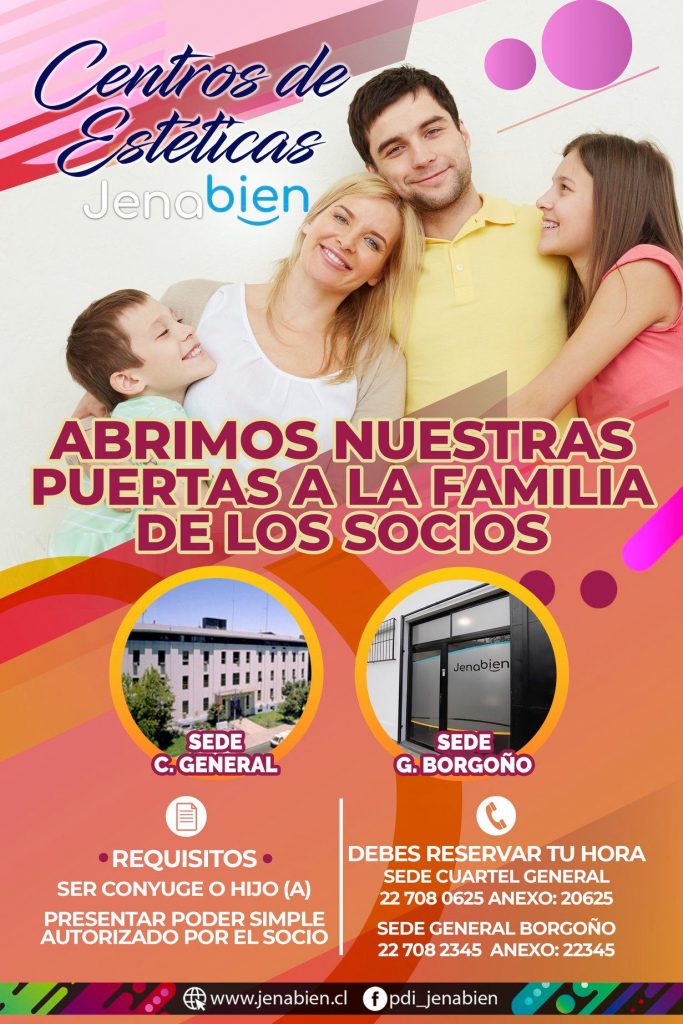 Centros de
Estéticas
Jenabien
ABRIMOS NUESTRAS
PUERTAS A LA FAMILIA
DE LOS SOCIOS
Jenabien
SEDE
C. GENERAL
SEDE
G. BORGOÑO
• REQUISITOS •
SER CONYUGE O HIJO (A)
PRESENTAR PODER SIMPLE
AUTORIZADO POR EL SOCIO
DEBES RESERVAR TU HORA
SEDE CUARTEL GENERAL
22 708 0625 ANEXO: 20625
SEDE GENERAL BORGOÑO
22 708 2345 ANEXO: 22345
www.jenabien.cl
pdi_jenabien